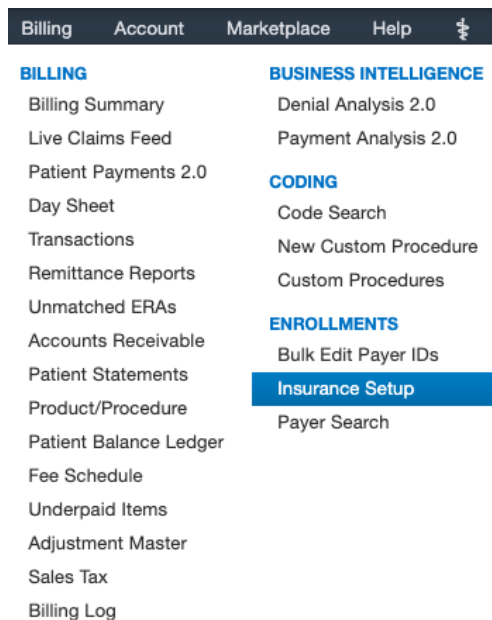 Billing Account Marketplace Help
BILLING
Billing Summary
Live Claims Feed
Patient Payments 2.0
Day Sheet
Transactions
Remittance Reports
Unmatched ERAs
Accounts Receivable
Patient Statements
Product/Procedure
Patient Balance Ledger
Fee Schedule
Underpaid Items
Adjustment Master
Sales Tax
Billing Log
BUSINESS INTELLIGENCE
Denial Analysis 2.0
Payment Analysis 2.0
CODING
Code Search
New Custom Procedure
Custom Procedures
ENROLLMENTS
Bulk Edit Payer IDs
Insurance Setup
Payer Search